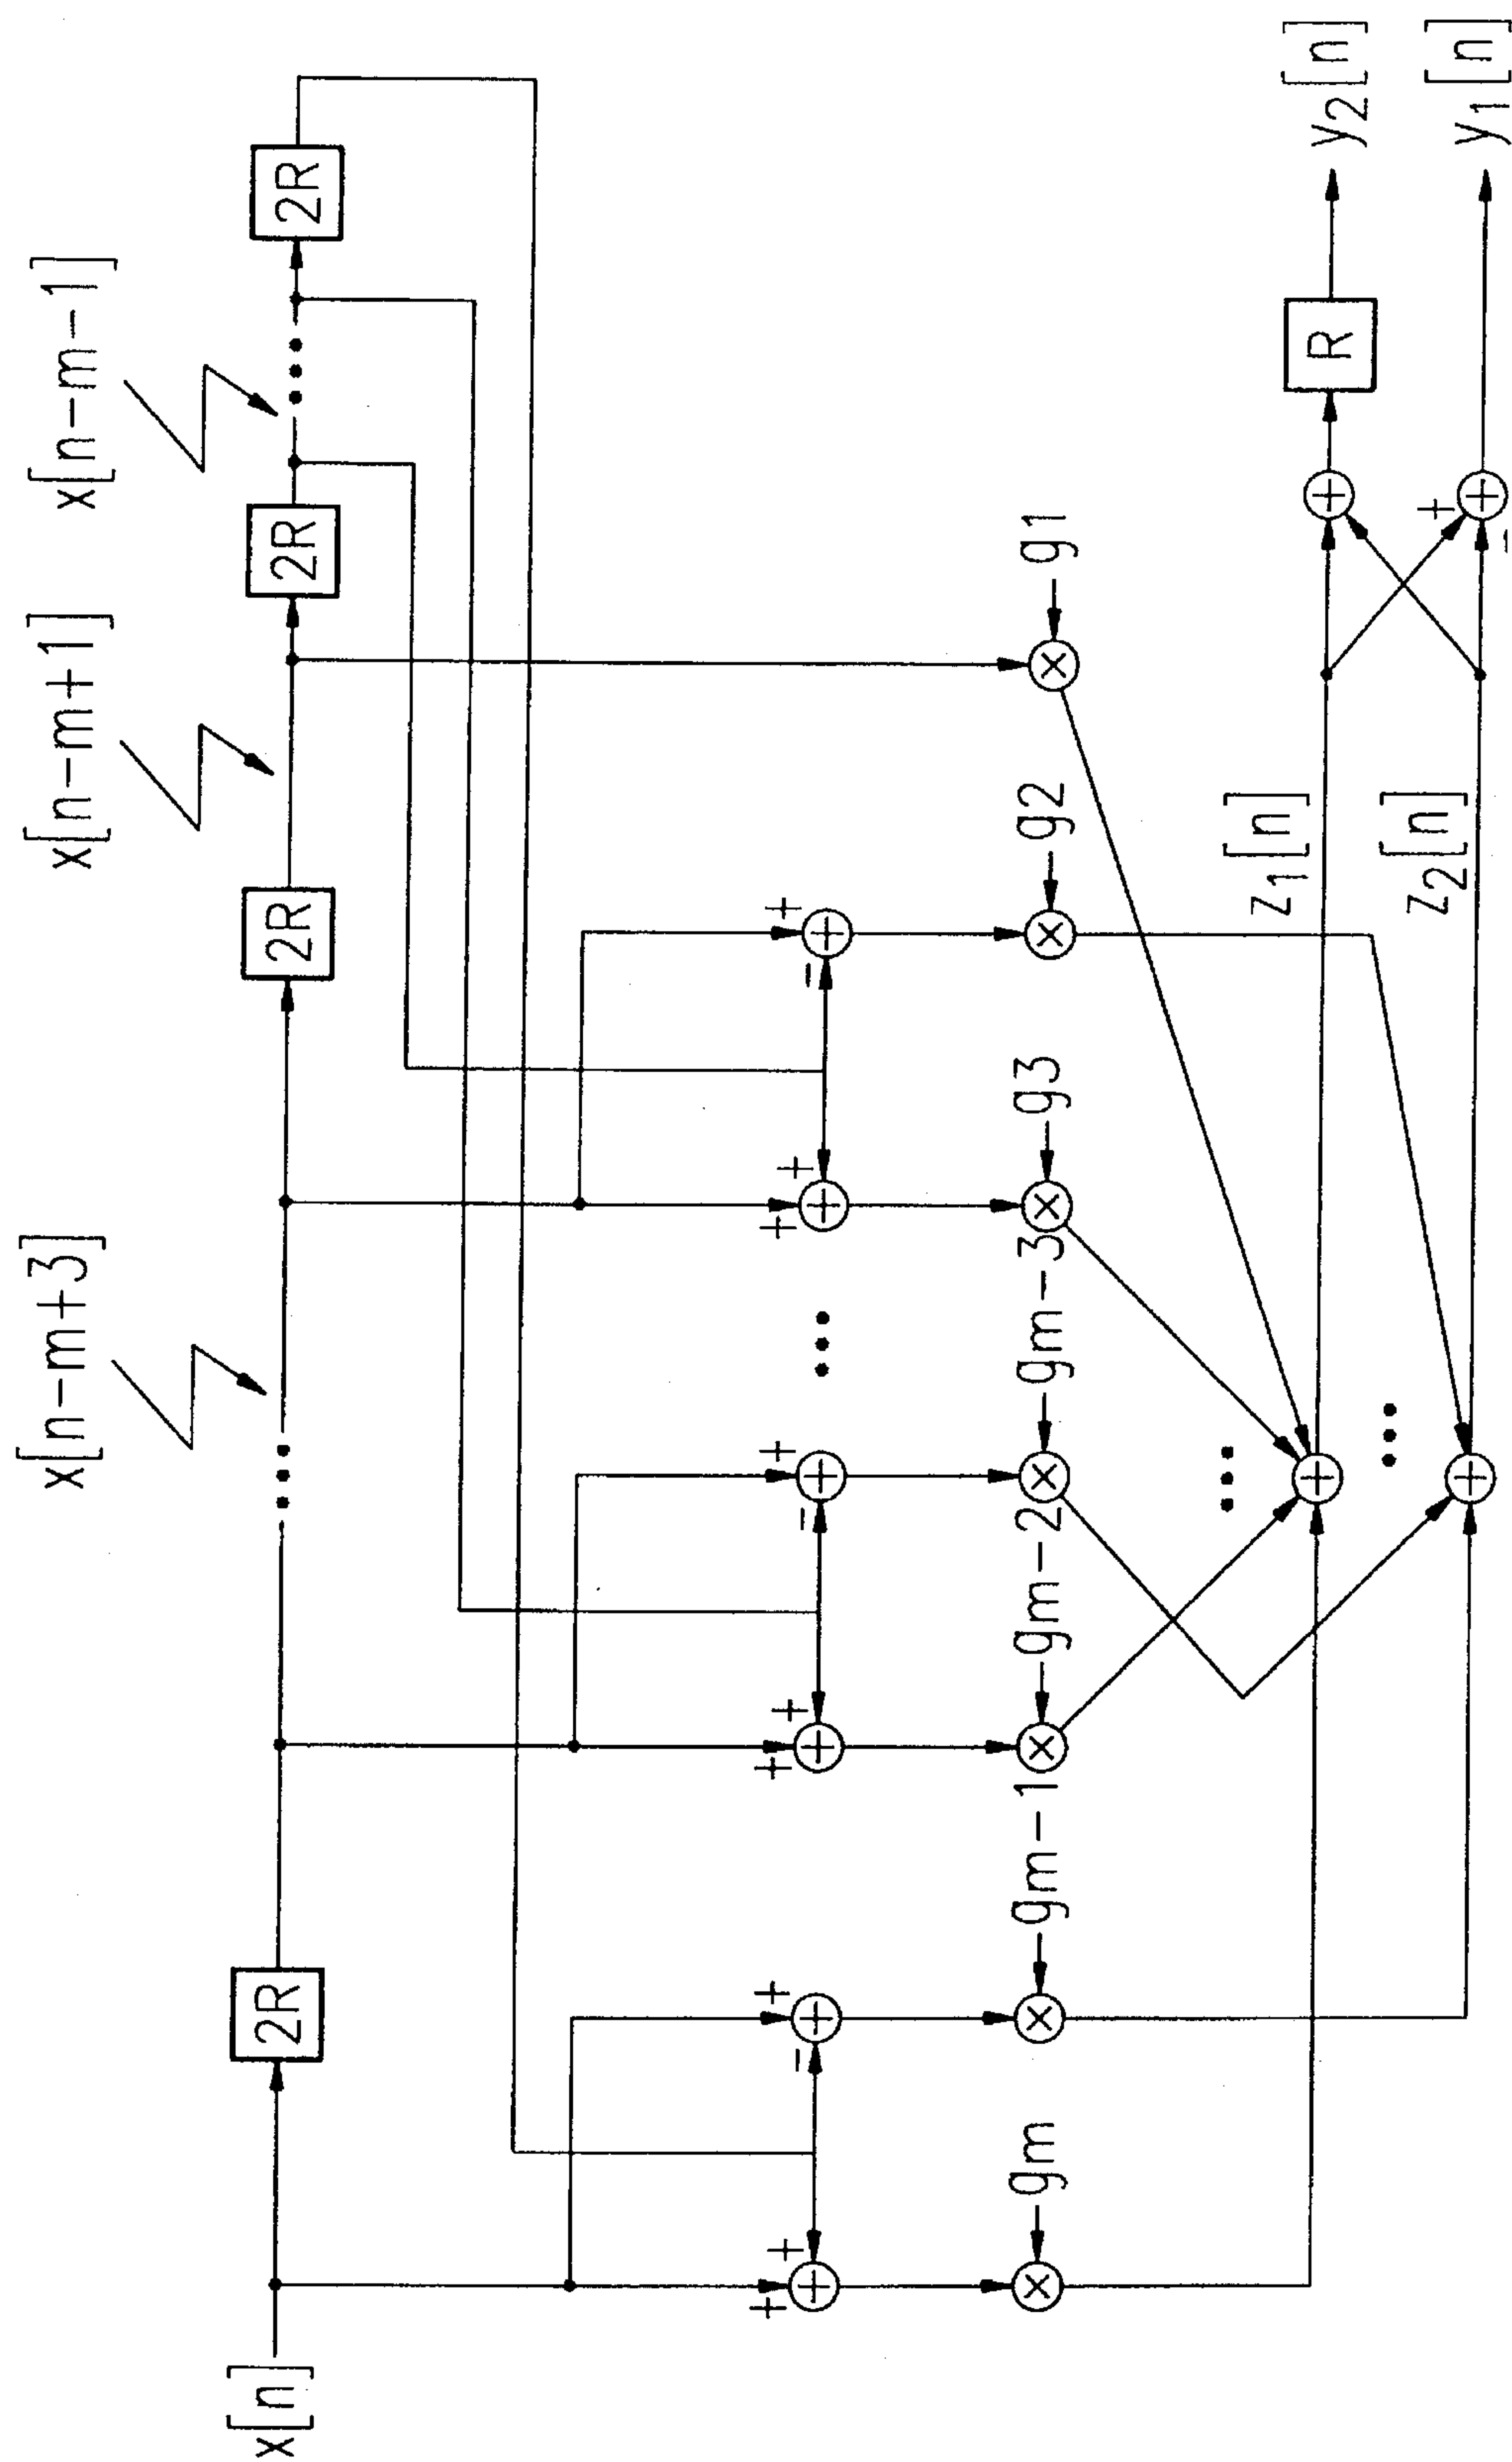 x[n-m+3]
x[n-m+1]
x[n-m-1]
x[n]
2R
2R
2R
2R
+ + - +
+ + - +
+ + - +
gm
gm-1
gm-2
gm-3
g3
g2
g1
z1[n]
R
y2[n]
z2[n]
+
-
y1[n]